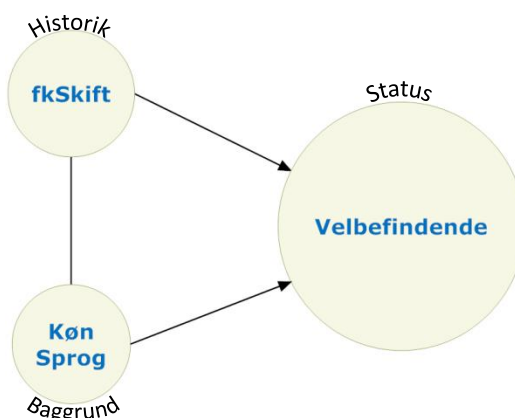 Historik
fkSkift
Status
Velbefindende
Køn
Sprog
Baggrund